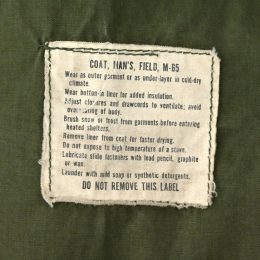 COAT, MAN'S, FIELD, M-65
Wear as outer garment or as under-layer in cold-dry
climate.
Wear button-in liner for added insulation.
Adjust closures and drawcords to ventilate; avoid
overheating of body.
Brush snow or frost from garments before entering
heated shelters.
Remove liner from coat for faster drying.
Do not expose to high temperature of a stove.
Lubricate slide fasteners with lead pencil, graphite
or wax.
Launder with mild soap or synthetic detergents.
DO NOT REMOVE THIS LABEL